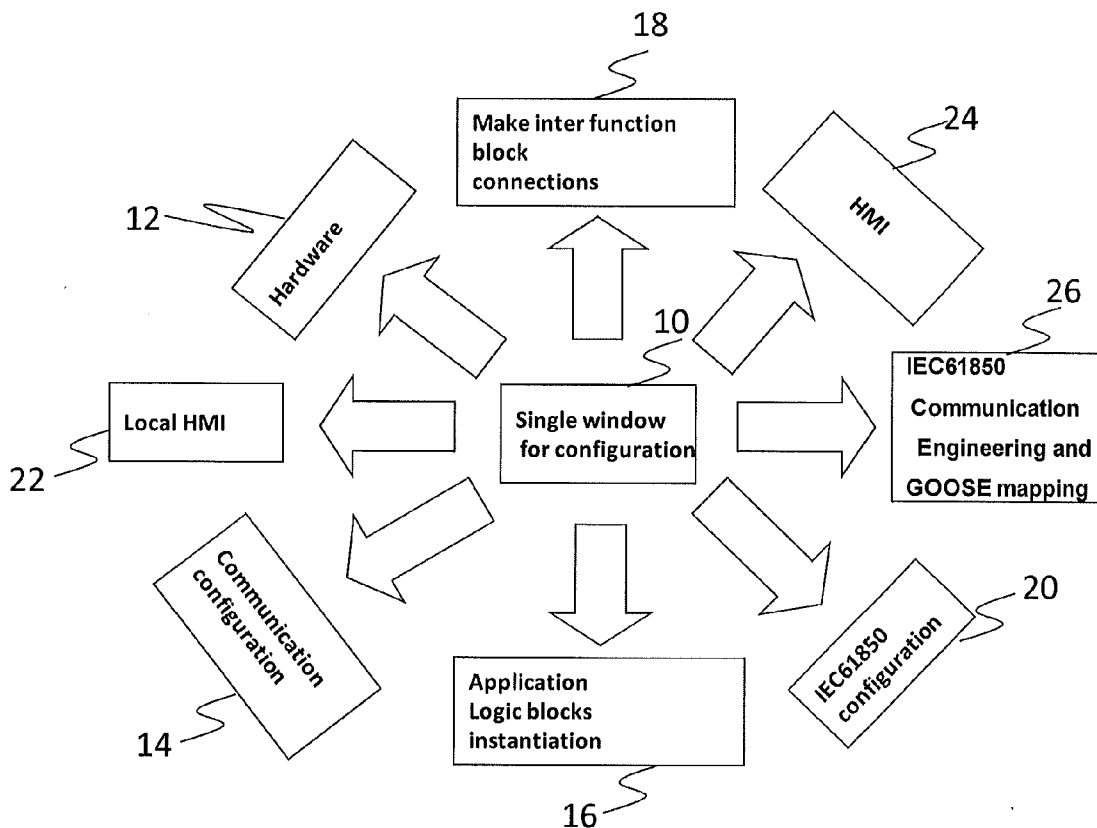 18
Make inter function
block
connections
24
HMI
12
Hardware
26
IEC61850
Communication
Engineering and
GOOSE mapping
10
Single window
for configuration
Local HMI
22
Communication
configuration
14
Application
Logic blocks
instantiation
16
IEC61850
configuration
20